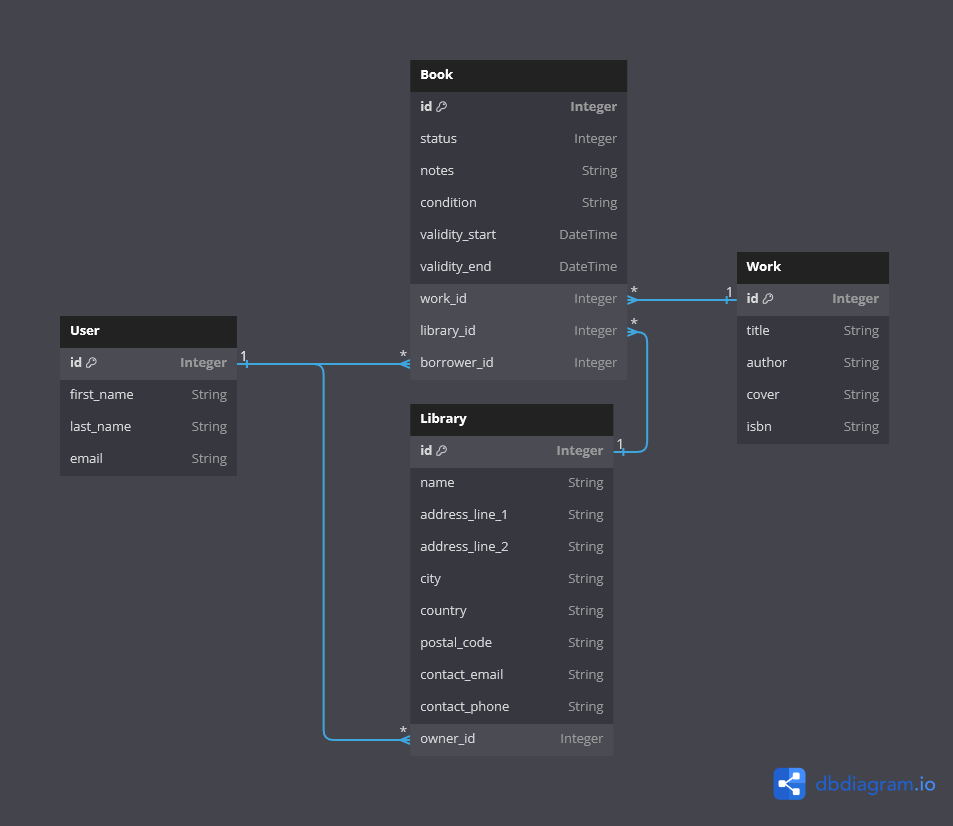 Book
id Integer
status Integer
notes String
condition String
validity_start DateTime
validity_end DateTime
work_id Integer *
library_id Integer *
* borrower_id Integer
User
id Integer 1
first_name String
last_name String
email String
Work
1 id Integer
title String
author String
cover String
isbn String
Library
id Integer 1
name String
address_line_1 String
address_line_2 String
city String
country String
postal_code String
contact_email String
contact_phone String
* owner_id Integer
dbdiagram.io